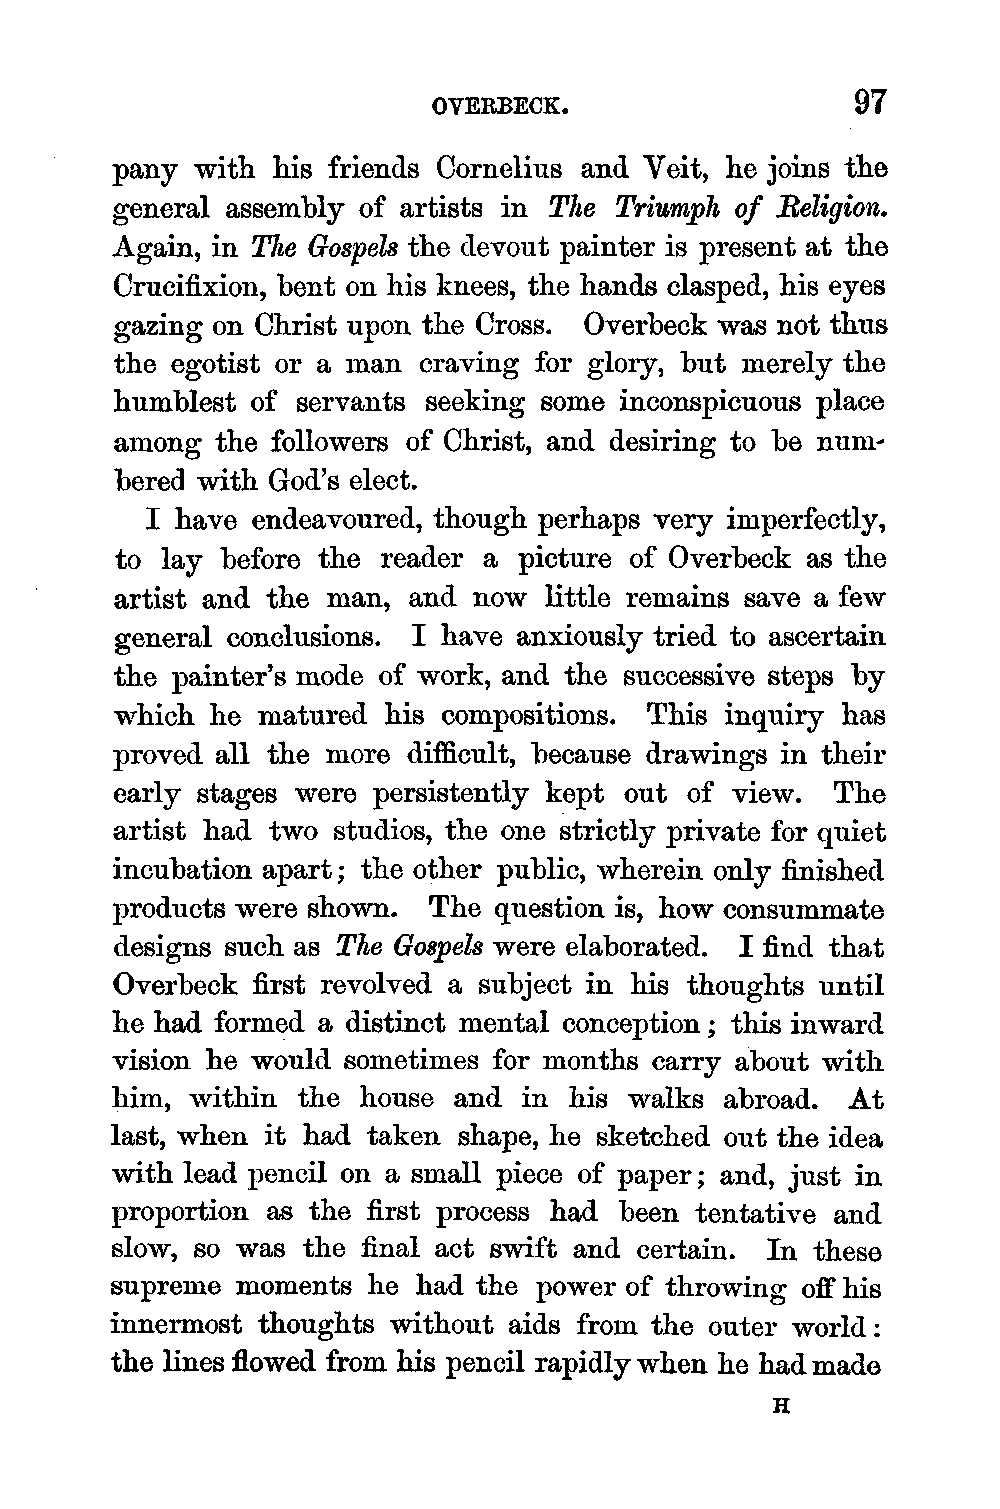 OVERBECK. 97
pany with his friends Cornelius and Veit, he joins the
general assembly of artists in The Triumph of Religion.
Again, in The Gospels the devout painter is present at the
Crucifixion, bent on his knees, the hands clasped, his eyes
gazing on Christ upon the Cross. Overbeck was not thus
the egotist or a man craving for glory, but merely the
humblest of servants seeking some inconspicuous place
among the followers of Christ, and desiring to be num-
bered with God's elect.
I have endeavoured, though perhaps very imperfectly,
to lay before the reader a picture of Overbeck as the
artist and the man, and now little remains save a few
general conclusions. I have anxiously tried to ascertain
the painter's mode of work, and the successive steps by
which he matured his compositions. This inquiry has
proved all the more difficult, because drawings in their
early stages were persistently kept out of view. The
artist had two studios, the one strictly private for quiet
incubation apart; the other public, wherein only finished
products were shown. The question is, how consummate
designs such as The Gospels were elaborated. I find that
Overbeck first revolved a subject in his thoughts until
he had formed a distinct mental conception; this inward
vision he would sometimes for months carry about with
him, within the house and in his walks abroad. At
last, when it had taken shape, he sketched out the idea
with lead pencil on a small piece of paper; and, just in
proportion as the first process had been tentative and
slow, so was the final act swift and certain. In these
supreme moments he had the power of throwing off his
innermost thoughts without aids from the outer world:
the lines flowed from his pencil rapidly when he had made
H